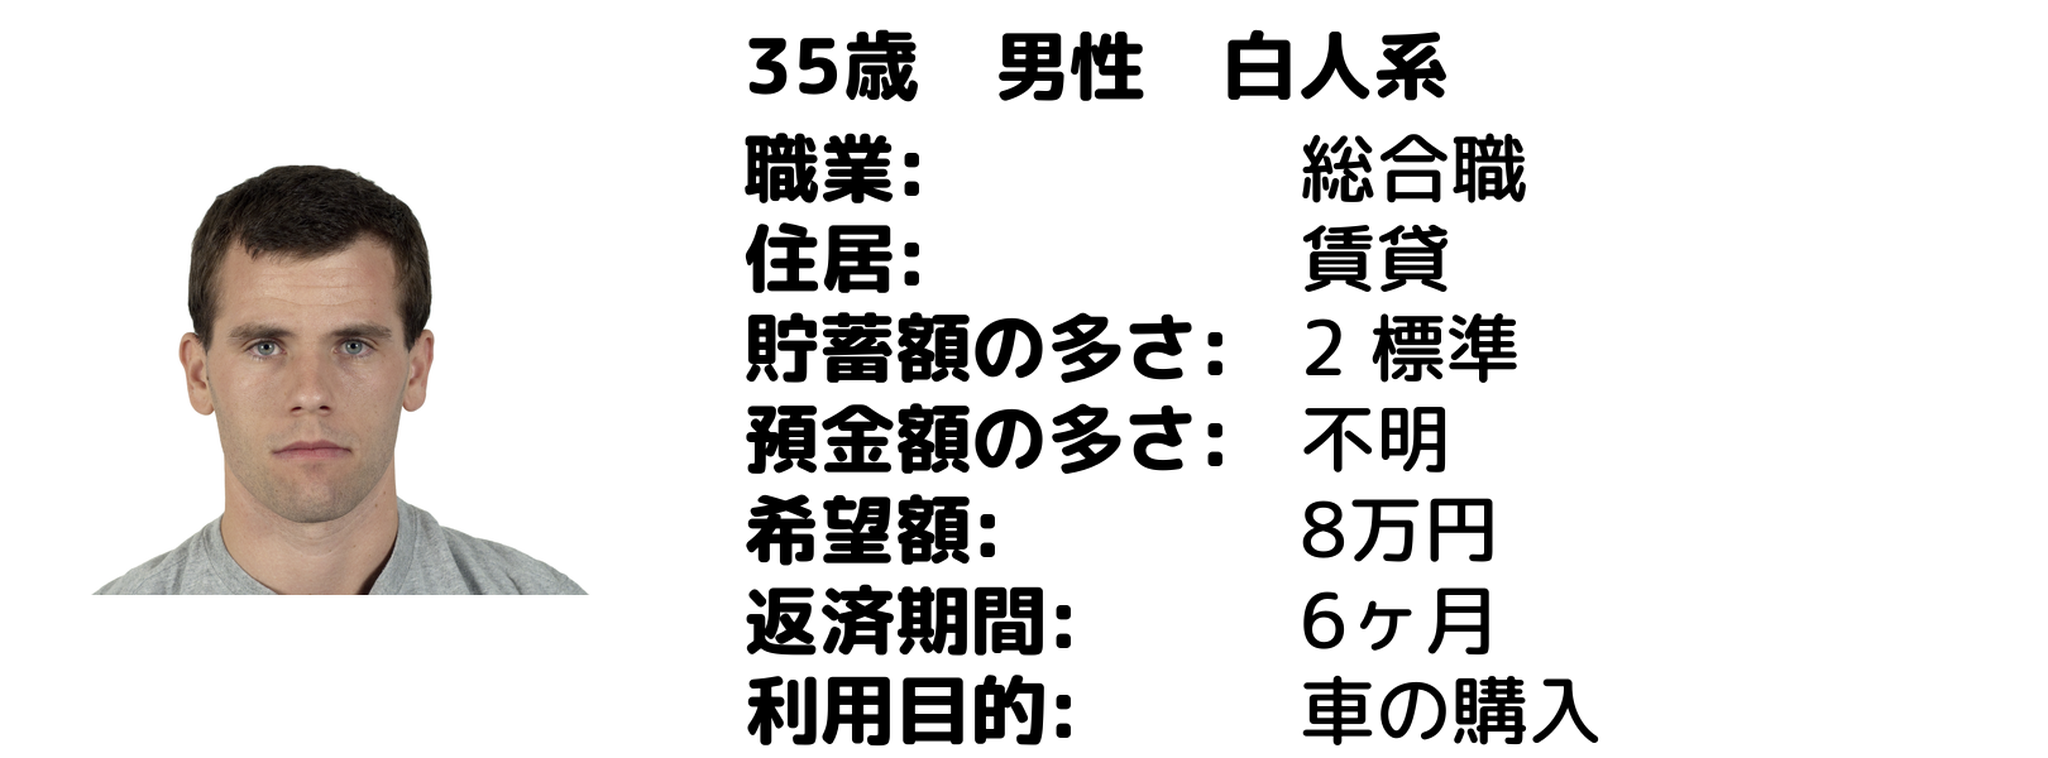 35歳　男性　白人系
職業: 総合職
住居: 賃貸
貯蓄額の多さ: 2 標準
預金額の多さ: 不明
希望額: 8万円
返済期間: 6ヶ月
利用目的: 車の購入